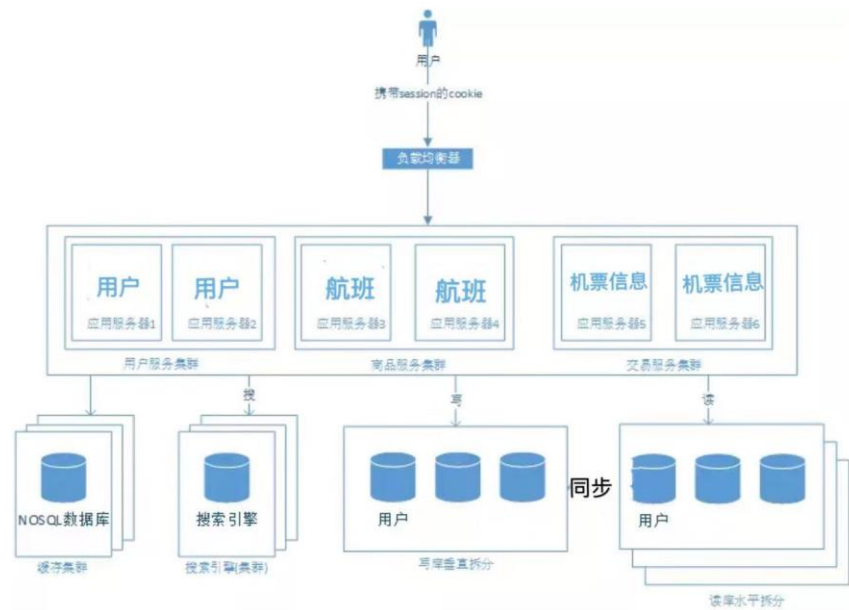 用户
携带session的cookie
负载均衡器
用户
用户
航班
航班
机票信息
机票信息
应用服务器1
应用服务器2
应用服务器3
应用服务器4
应用服务器5
应用服务器6
用户服务集群
商品服务集群
交易服务集群
搜
写
读
NOSQL数据库
搜索引擎
用户
同步
用户
缓存集群
搜索引擎(集群)
写库垂直拆分
读库水平拆分